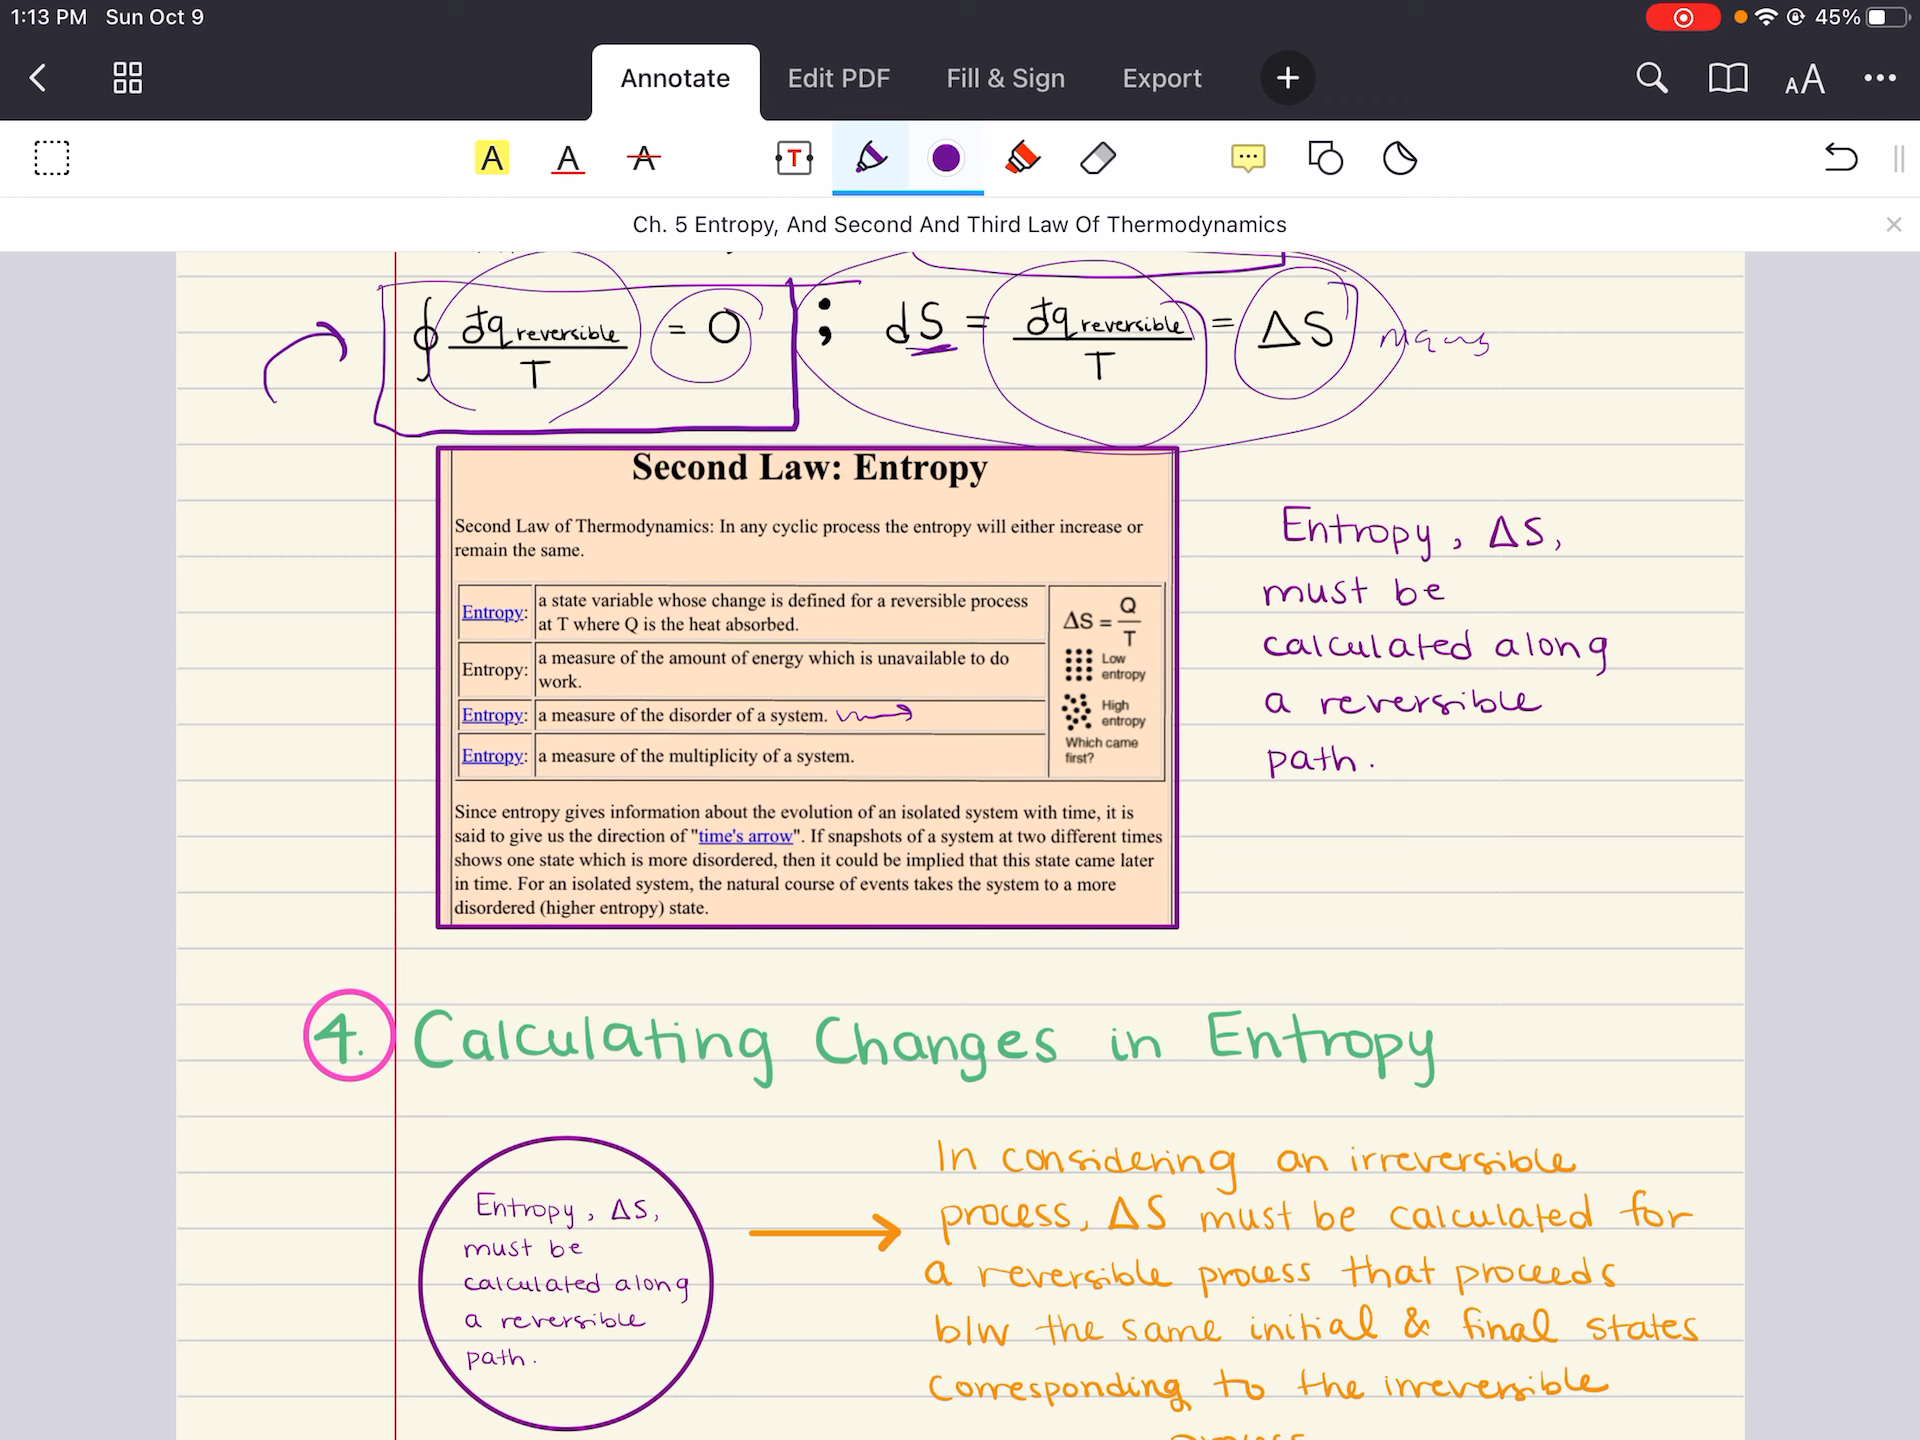 1:13 PM Sun Oct 9
45%
Annotate Edit PDF Fill & Sign Export
Ch. 5 Entropy, And Second And Third Law Of Thermodynamics
∮ đq reversible / T = 0 ; dS = đq reversible / T = ΔS
Second Law: Entropy
Second Law of Thermodynamics: In any cyclic process the entropy will either increase or
remain the same.
Entropy: a state variable whose change is defined for a reversible process
at T where Q is the heat absorbed.
Entropy: a measure of the amount of energy which is unavailable to do
work.
Entropy: a measure of the disorder of a system.
Entropy: a measure of the multiplicity of a system.
ΔS = Q / T
Low
entropy
High
entropy
Which came
first?
Since entropy gives information about the evolution of an isolated system with time, it is
said to give us the direction of "time's arrow". If snapshots of a system at two different times
shows one state which is more disordered, then it could be implied that this state came later
in time. For an isolated system, the natural course of events takes the system to a more
disordered (higher entropy) state.
Entropy, ΔS,
must be
calculated along
a reversible
path.
4. Calculating Changes in Entropy
Entropy, ΔS,
must be
calculated along
a reversible
path.
In considering an irreversible
process, ΔS must be calculated for
a reversible process that proceeds
b/w the same initial & final states
corresponding to the irreversible